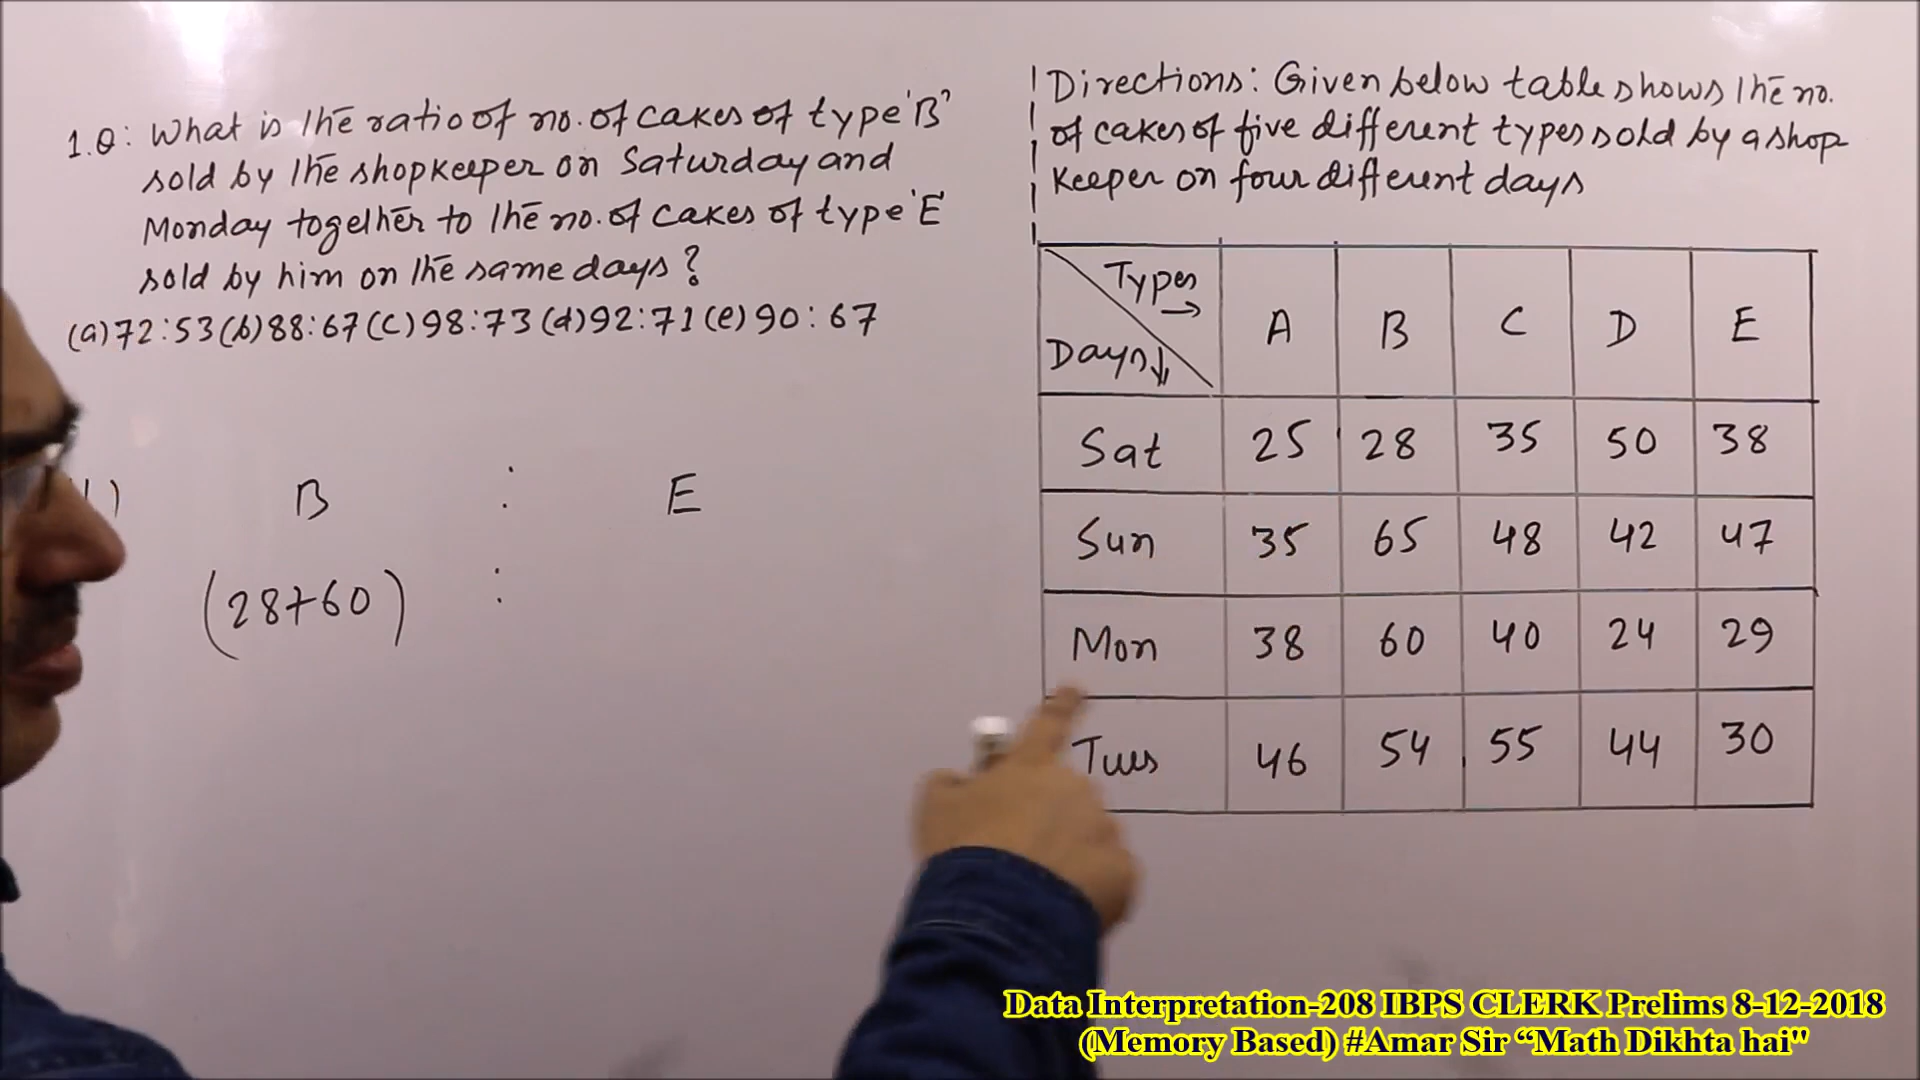 1.Q: What is the ratio of no. of cakes of type 'B'
sold by the shopkeeper on Saturday and
Monday together to the no. of cakes of type 'E'
sold by him on the same days?
(a) 72:53 (b) 88:67 (c) 98:73 (d) 92:71 (e) 90:67
B : E
(28+60) :
Directions: Given below table shows the no.
of cakes of five different types sold by a shop
keeper on four different days
Types → A B C D E
Days ↓
Sat 25 28 35 50 38
Sun 35 65 48 42 47
Mon 38 60 40 24 29
Tues 46 54 55 44 30
Data Interpretation-208 IBPS CLERK Prelims 8-12-2018
(Memory Based) #Amar Sir “Math Dikhta hai"